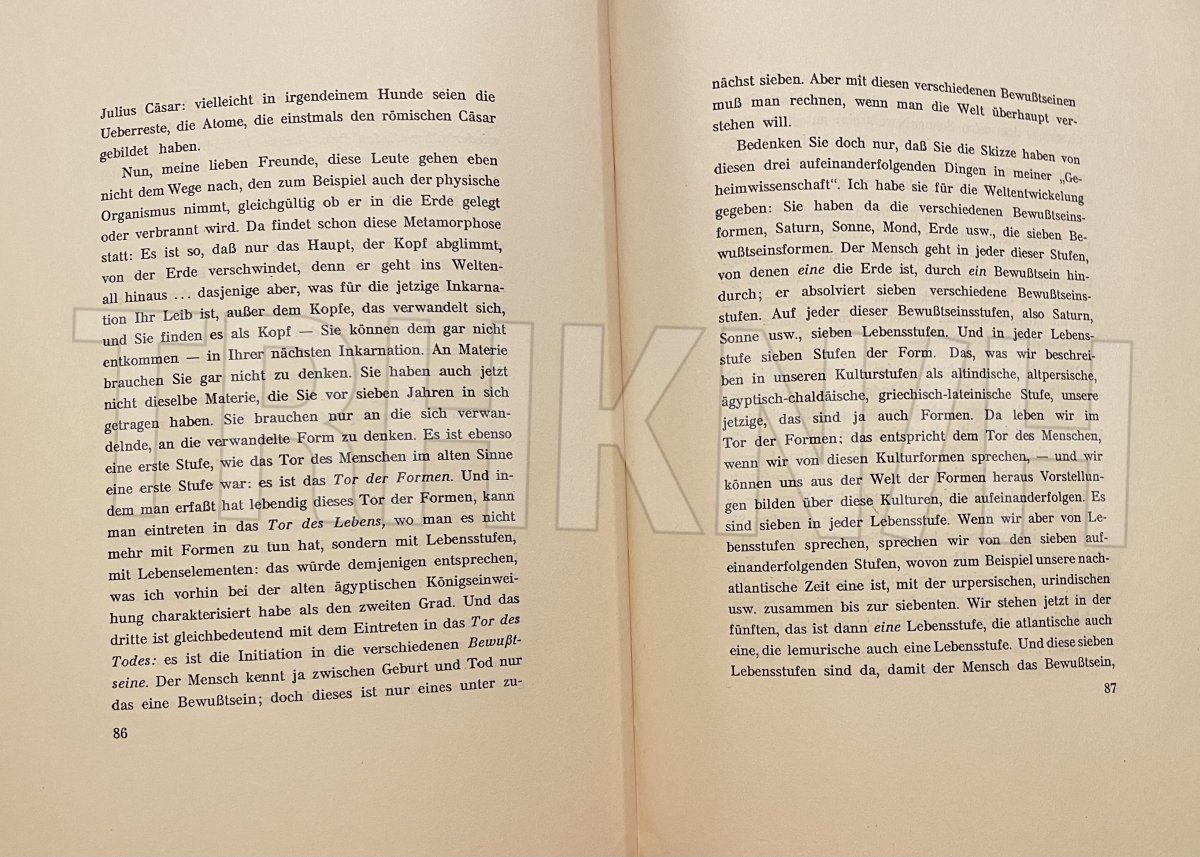 Julius Cäsar: vielleicht in irgendeinem Hunde seien die
Ueberreste, die Atome, die einstmals den römischen Cäsar
gebildet haben.
Nun, meine lieben Freunde, diese Leute gehen eben
nicht dem Wege nach, den zum Beispiel auch der physische
Organismus nimmt, gleichgültig ob er in die Erde gelegt
oder verbrannt wird. Da findet schon diese Metamorphose
statt: Es ist so, daß nur das Haupt, der Kopf abglimmt,
von der Erde verschwindet, denn er geht ins Welten-
all hinaus ... dasjenige aber, was für die jetzige Inkarna-
tion Ihr Leib ist, außer dem Kopfe, das verwandelt sich,
und Sie finden es als Kopf — Sie können dem gar nicht
entkommen — in Ihrer nächsten Inkarnation. An Materie
brauchen Sie gar nicht zu denken. Sie haben auch jetzt
nicht dieselbe Materie, die Sie vor sieben Jahren in sich
getragen haben. Sie brauchen nur an die sich verwan-
delnde, an die verwandelte Form zu denken. Es ist ebenso
eine erste Stufe, wie das Tor des Menschen im alten Sinne
eine erste Stufe war: es ist das Tor der Formen. Und in-
dem man erfaßt hat lebendig dieses Tor der Formen, kann
man eintreten in das Tor des Lebens, wo man es nicht
mehr mit Formen zu tun hat, sondern mit Lebensstufen,
mit Lebenselementen: das würde demjenigen entsprechen,
was ich vorhin bei der alten ägyptischen Königseinwei-
hung charakterisiert habe als den zweiten Grad. Und das
dritte ist gleichbedeutend mit dem Eintreten in das Tor des
Todes: es ist die Initiation in die verschiedenen Bewußt-
seine. Der Mensch kennt ja zwischen Geburt und Tod nur
das eine Bewußtsein; doch dieses ist nur eines unter zu-
86
nächst sieben. Aber mit diesen verschiedenen Bewußtseinen
muß man rechnen, wenn man die Welt überhaupt ver-
stehen will.
Bedenken Sie doch nur, daß Sie die Skizze haben von
diesen drei aufeinanderfolgenden Dingen in meiner „Ge-
heimwissenschaft“. Ich habe sie für die Weltentwickelung
gegeben: Sie haben da die verschiedenen Bewußtseins-
formen, Saturn, Sonne, Mond, Erde usw., die sieben Be-
wußtseinsformen. Der Mensch geht in jeder dieser Stufen,
von denen eine die Erde ist, durch ein Bewußtsein hin-
durch; er absolviert sieben verschiedene Bewußtseins-
stufen. Auf jeder dieser Bewußtseinsstufen, also Saturn,
Sonne usw., sieben Lebensstufen. Und in jeder Lebens-
stufe sieben Stufen der Form. Das, was wir beschrei-
ben in unseren Kulturstufen als altindische, altpersische,
ägyptisch-chaldäische, griechisch-lateinische Stufe, unsere
jetzige, das sind ja auch Formen. Da leben wir im
Tor der Formen; das entspricht dem Tor des Menschen,
wenn wir von diesen Kulturformen sprechen, — und wir
können uns aus der Welt der Formen heraus Vorstellun-
gen bilden über diese Kulturen, die aufeinanderfolgen. Es
sind sieben in jeder Lebensstufe. Wenn wir aber von Le-
bensstufen sprechen, sprechen wir von den sieben auf-
einanderfolgenden Stufen, wovon zum Beispiel unsere nach-
atlantische Zeit eine ist, mit der urpersischen, urindischen
usw. zusammen bis zur siebenten. Wir stehen jetzt in der
fünften, das ist dann eine Lebensstufe, die atlantische auch
eine, die lemurische auch eine Lebensstufe. Und diese sieben
Lebensstufen sind da, damit der Mensch das Bewußtsein,
87